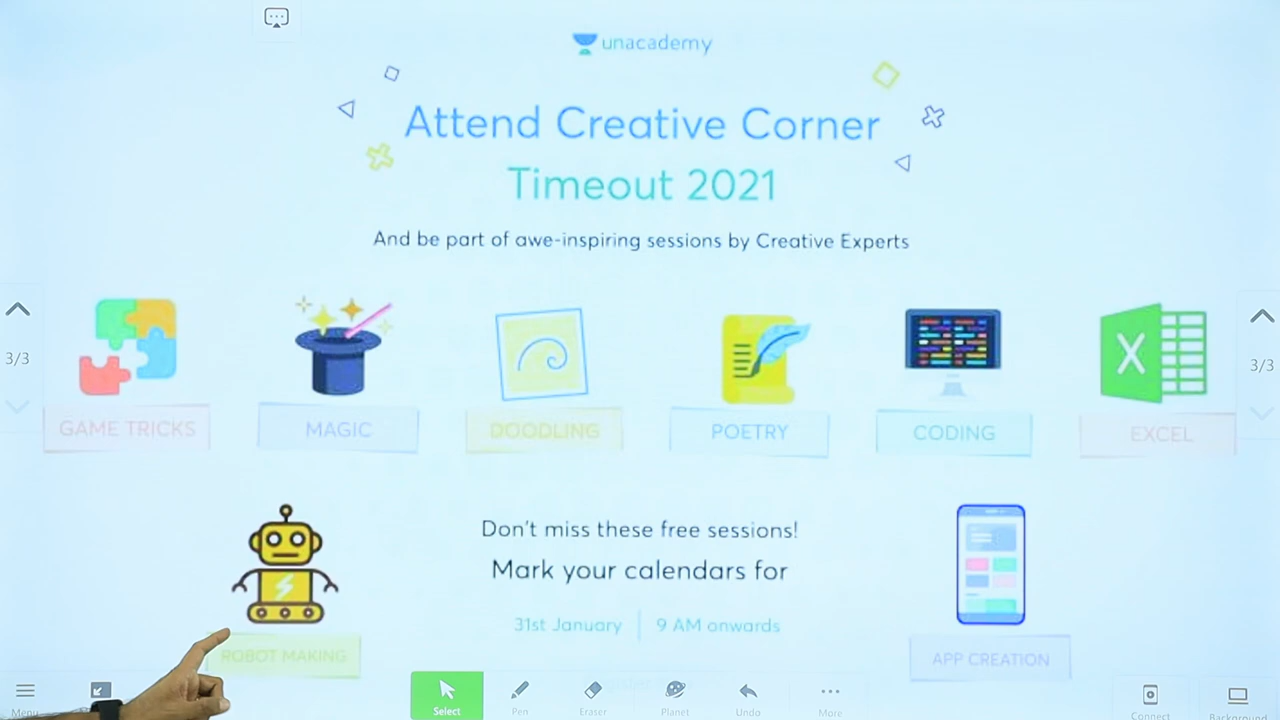 unacademy
Attend Creative Corner
Timeout 2021
And be part of awe-inspiring sessions by Creative Experts
3/3
3/3
GAME TRICKS
MAGIC
DOODLING
POETRY
CODING
EXCEL
Don't miss these free sessions!
Mark your calendars for
31st January
9 AM onwards
ROBOT MAKING
APP CREATION
Menu
Select
Pen
Eraser
Planet
Undo
More
Connect
Background